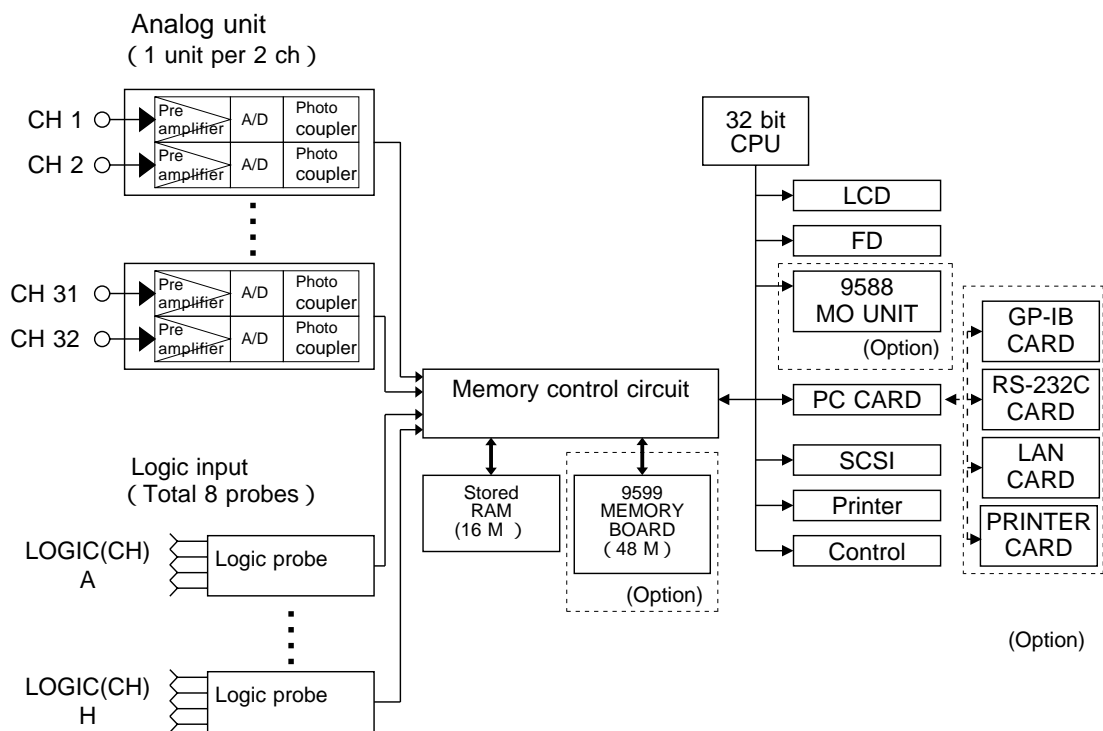 Analog unit
( 1 unit per 2 ch )
CH 1
Pre
amplifier
A/D
Photo
coupler
CH 2
Pre
amplifier
A/D
Photo
coupler
CH 31
Pre
amplifier
A/D
Photo
coupler
CH 32
Pre
amplifier
A/D
Photo
coupler
Logic input
( Total 8 probes )
LOGIC(CH)
A
Logic probe
LOGIC(CH)
H
Logic probe
Memory control circuit
Stored
RAM
(16 M )
9599
MEMORY
BOARD
( 48 M )
(Option)
32 bit
CPU
LCD
FD
9588
MO UNIT
(Option)
PC CARD
SCSI
Printer
Control
GP-IB
CARD
RS-232C
CARD
LAN
CARD
PRINTER
CARD
(Option)